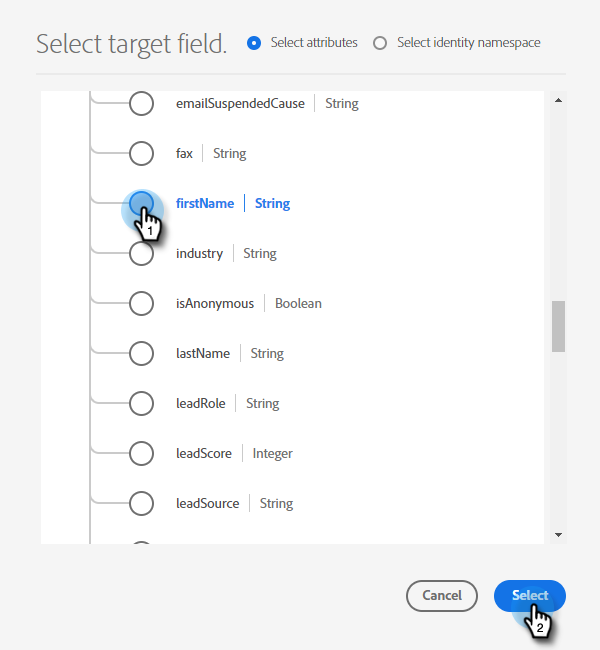 Select target field. Select attributes Select identity namespace
emailSuspendedCause String
fax String
firstName String
1
industry String
isAnonymous Boolean
lastName String
leadRole String
leadScore Integer
leadSource String
Cancel Select
2